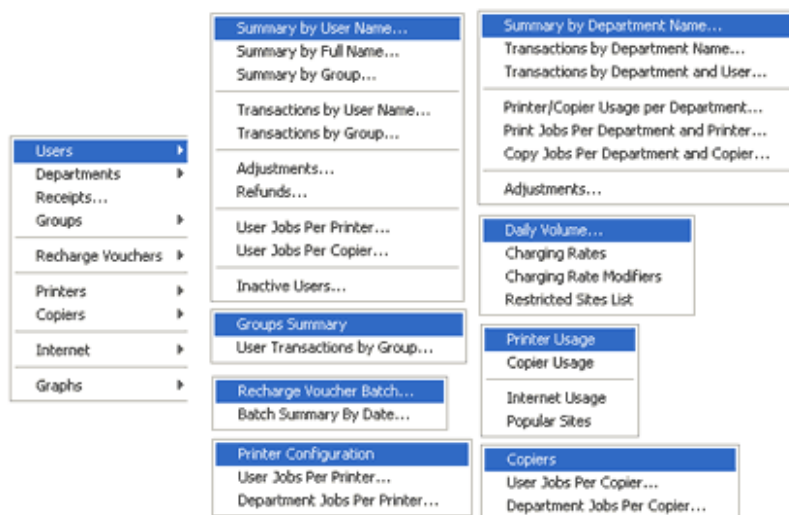 Users
Departments
Receipts...
Groups
Recharge Vouchers
Printers
Copiers
Internet
Graphs
Summary by User Name...
Summary by Full Name...
Summary by Group...
Transactions by User Name...
Transactions by Group...
Adjustments...
Refunds...
User Jobs Per Printer...
User Jobs Per Copier...
Inactive Users...
Groups Summary
User Transactions by Group...
Recharge Voucher Batch...
Batch Summary By Date...
Printer Configuration
User Jobs Per Printer...
Department Jobs Per Printer...
Summary by Department Name...
Transactions by Department Name...
Transactions by Department and User...
Printer/Copier Usage per Department...
Print Jobs Per Department and Printer...
Copy Jobs Per Department and Copier...
Adjustments...
Daily Volume...
Charging Rates
Charging Rate Modifiers
Restricted Sites List
Printer Usage
Copier Usage
Internet Usage
Popular Sites
Copiers
User Jobs Per Copier...
Department Jobs Per Copier...